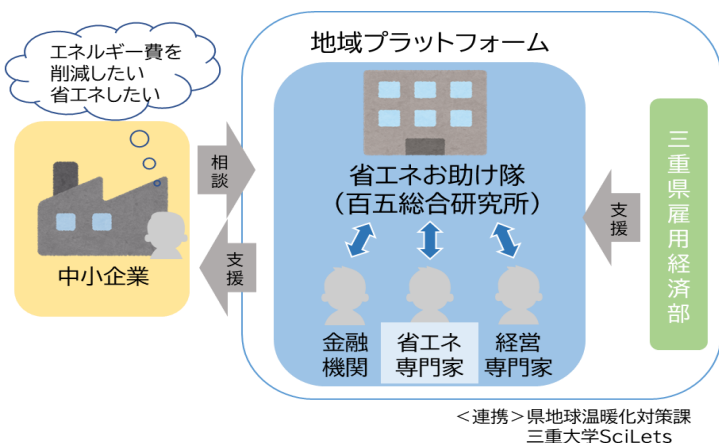 エネルギー費を
削減したい
省エネしたい
中小企業
相談
支援
地域プラットフォーム
省エネお助け隊
（百五総合研究所）
金融
機関
省エネ
専門家
経営
専門家
支援
三重県雇用経済部
＜連携＞県地球温暖化対策課
三重大学SciLets